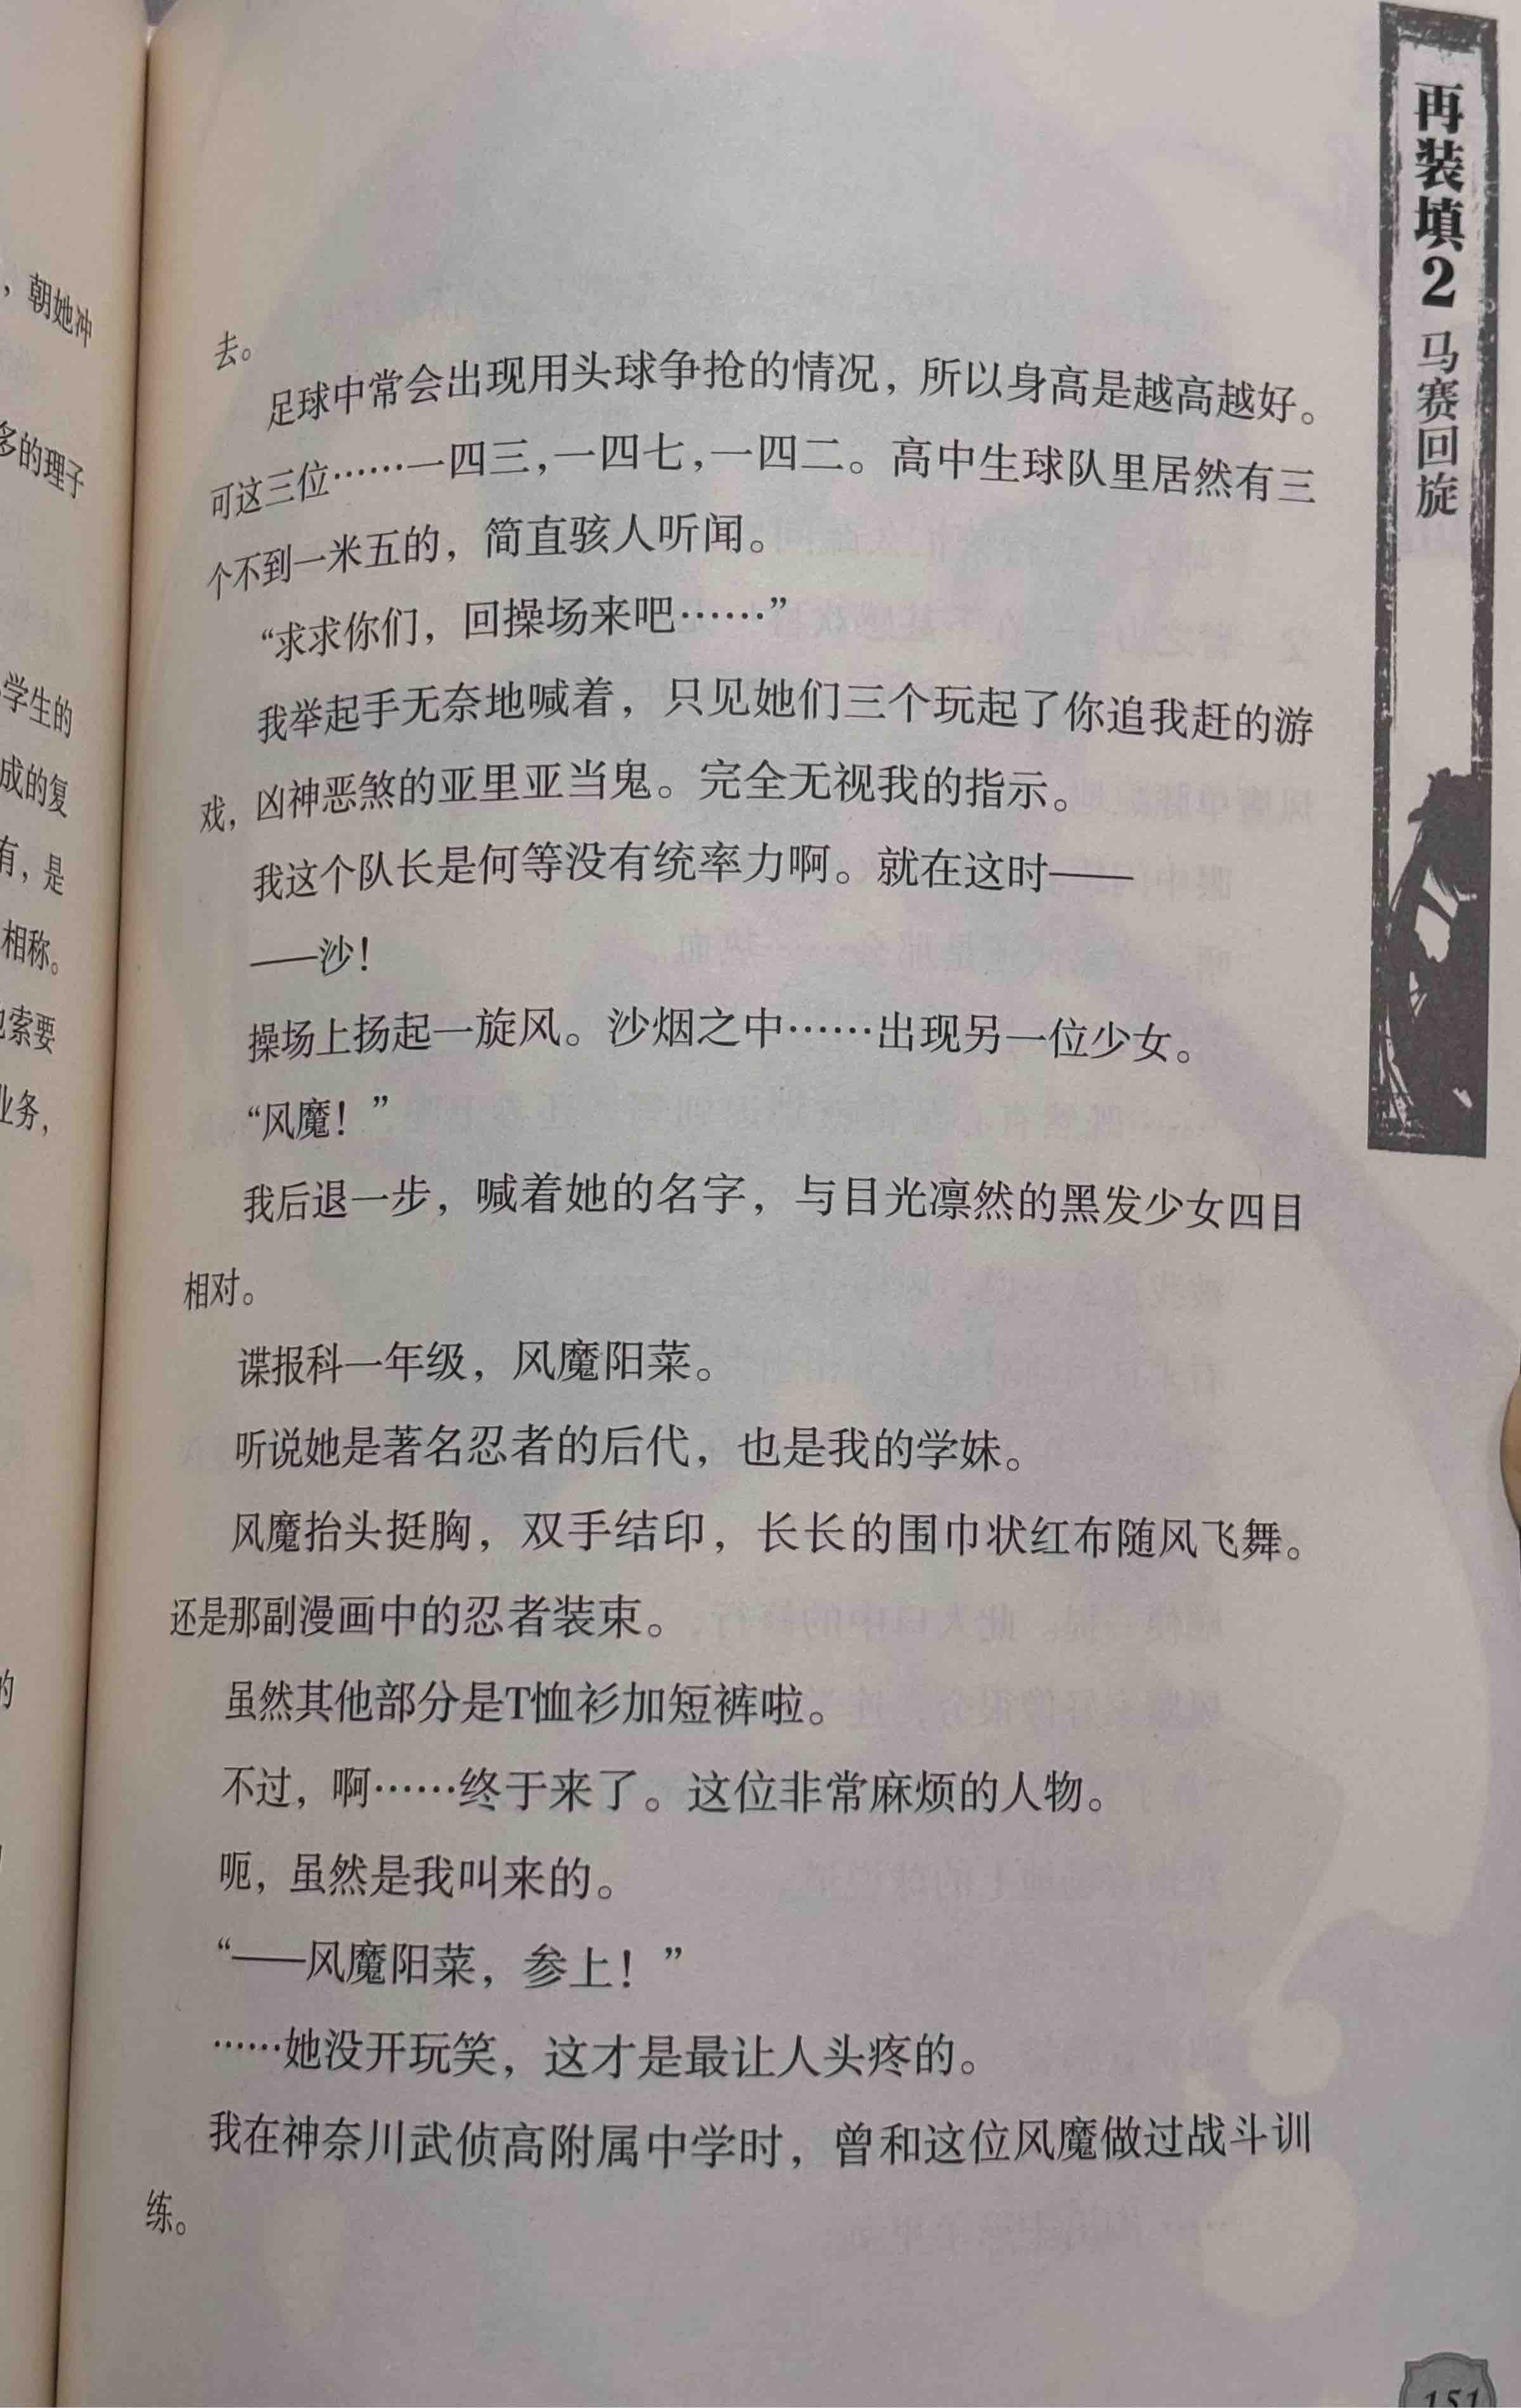 ，朝她冲
多的理子
学生的
成的复
有，是
相称。
索要
业务，
的
去。
足球中常会出现用头球争抢的情况，所以身高是越高越好。
可这三位……一四三，一四七，一四二。高中生球队里居然有三
个不到一米五的，简直骇人听闻。
“求求你们，回操场来吧……”
我举起手无奈地喊着，只见她们三个玩起了你追我赶的游
戏，凶神恶煞的亚里亚当鬼。完全无视我的指示。
我这个队长是何等没有统率力啊。就在这时——
——沙！
操场上扬起一旋风。沙烟之中……出现另一位少女。
“风魔！”
我后退一步，喊着她的名字，与目光凛然的黑发少女四目
相对。
谍报科一年级，风魔阳菜。
听说她是著名忍者的后代，也是我的学妹。
风魔抬头挺胸，双手结印，长长的围巾状红布随风飞舞。
还是那副漫画中的忍者装束。
虽然其他部分是T恤衫加短裤啦。
不过，啊……终于来了。这位非常麻烦的人物。
呃，虽然是我叫来的。
“——风魔阳菜，参上！”
……她没开玩笑，这才是最让人头疼的。
我在神奈川武侦高附属中学时，曾和这位风魔做过战斗训
练。
再装填2 马赛回旋
151